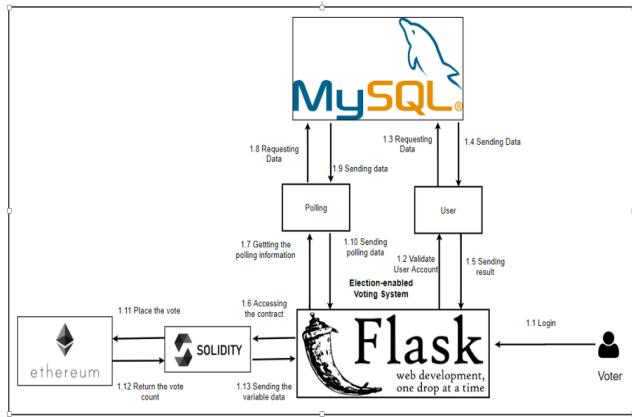 MySQL®
1.8 Requesting
Data
1.9 Sending data
1.3 Requesting
Data
1.4 Sending Data
Polling
User
1.7 Gettting the
polling information
1.10 Sending
polling data
1.2 Validate
User Account
1.5 Sending
result
Election-enabled
Voting System
1.11 Place the vote
1.6 Accessing
the contract
1.1 Login
ethereum
SOLIDITY
Flask
web development,
one drop at a time
Voter
1.12 Return the vote
count
1.13 Sending the
variable data